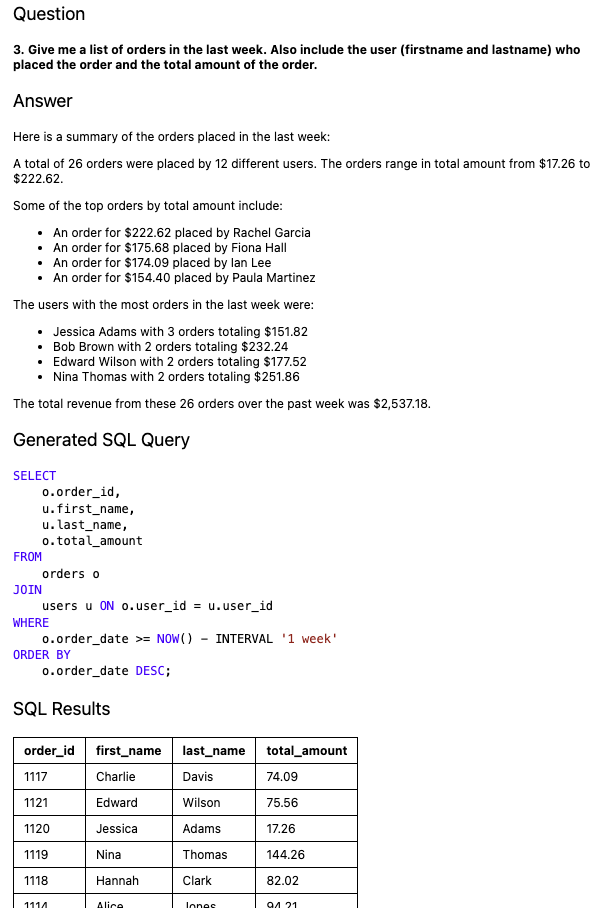 Question
3. Give me a list of orders in the last week. Also include the user (firstname and lastname) who
placed the order and the total amount of the order.
Answer
Here is a summary of the orders placed in the last week:
A total of 26 orders were placed by 12 different users. The orders range in total amount from $17.26 to
$222.62.
Some of the top orders by total amount include:
• An order for $222.62 placed by Rachel Garcia
• An order for $175.68 placed by Fiona Hall
• An order for $174.09 placed by Ian Lee
• An order for $154.40 placed by Paula Martinez
The users with the most orders in the last week were:
• Jessica Adams with 3 orders totaling $151.82
• Bob Brown with 2 orders totaling $232.24
• Edward Wilson with 2 orders totaling $177.52
• Nina Thomas with 2 orders totaling $251.86
The total revenue from these 26 orders over the past week was $2,537.18.
Generated SQL Query
SELECT
    o.order_id,
    u.first_name,
    u.last_name,
    o.total_amount
FROM
    orders o
JOIN
    users u ON o.user_id = u.user_id
WHERE
    o.order_date >= NOW() - INTERVAL '1 week'
ORDER BY
    o.order_date DESC;
SQL Results
order_id first_name last_name total_amount
1117 Charlie Davis 74.09
1121 Edward Wilson 75.56
1120 Jessica Adams 17.26
1119 Nina Thomas 144.26
1118 Hannah Clark 82.02
1114 Alice Jones 94.21